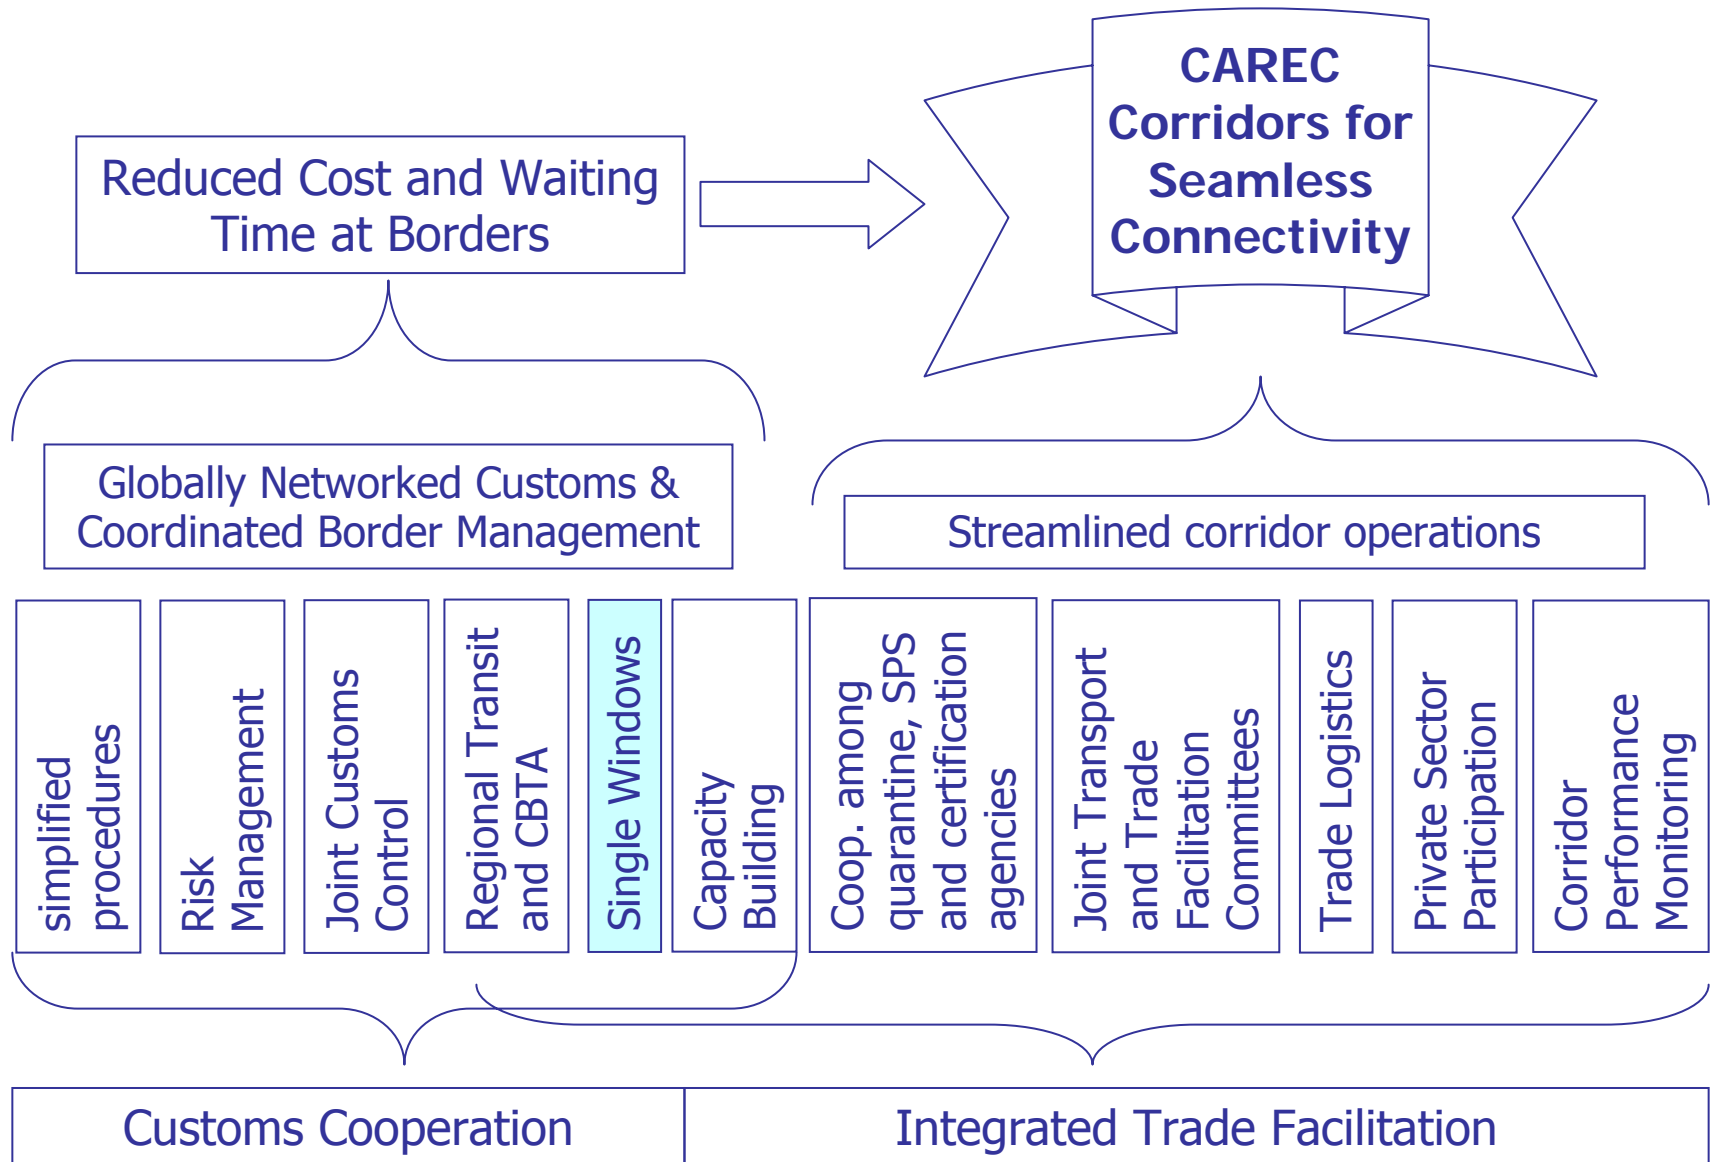 CAREC
Corridors for
Seamless
Connectivity
Reduced Cost and Waiting
Time at Borders
Globally Networked Customs &
Coordinated Border Management
Streamlined corridor operations
simplified
procedures
Risk
Management
Joint Customs
Control
Regional Transit
and CBTA
Single Windows
Capacity
Building
Coop. among
quarantine, SPS
and certification
agencies
Joint Transport
and Trade
Facilitation
Committees
Trade Logistics
Private Sector
Participation
Corridor
Performance
Monitoring
Customs Cooperation
Integrated Trade Facilitation